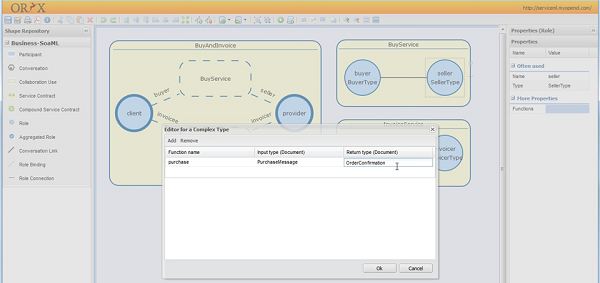 ORYX
http://serviceml.myopend.com/
Shape Repository
Business-SoaML
Participant
Conversation
Collaboration Use
Service Contract
Compound Service Contract
Role
Aggregated Role
Conversation Link
Role Binding
Role Connection
BuyAndInvoice
BuyService
buyer
seller
client
provider
invoicee
invoicer
BuyService
buyer
BuyerType
seller
SellerType
InvoiceService
invoicer
Properties (Role)
Properties
Name Value
Often used
Name seller
Type SellerType
More Properties
Functions
Editor for a Complex Type
Add Remove
Function name Input type (Document) Return type (Document)
purchase PurchaseMessage OrderConfirmation
Ok Cancel